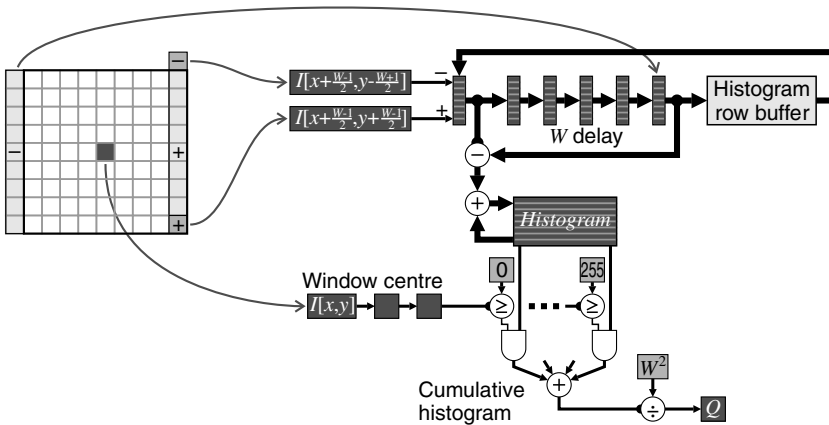 −
I[x+W-1/2,y-W+1/2]
−
Histogram
row buffer
+
I[x+W-1/2,y+W-1/2]
W delay
−
+
−
+
+
Histogram
0
255
Window centre
I[x,y]
≥
≥
W²
Cumulative
histogram
+
÷
Q